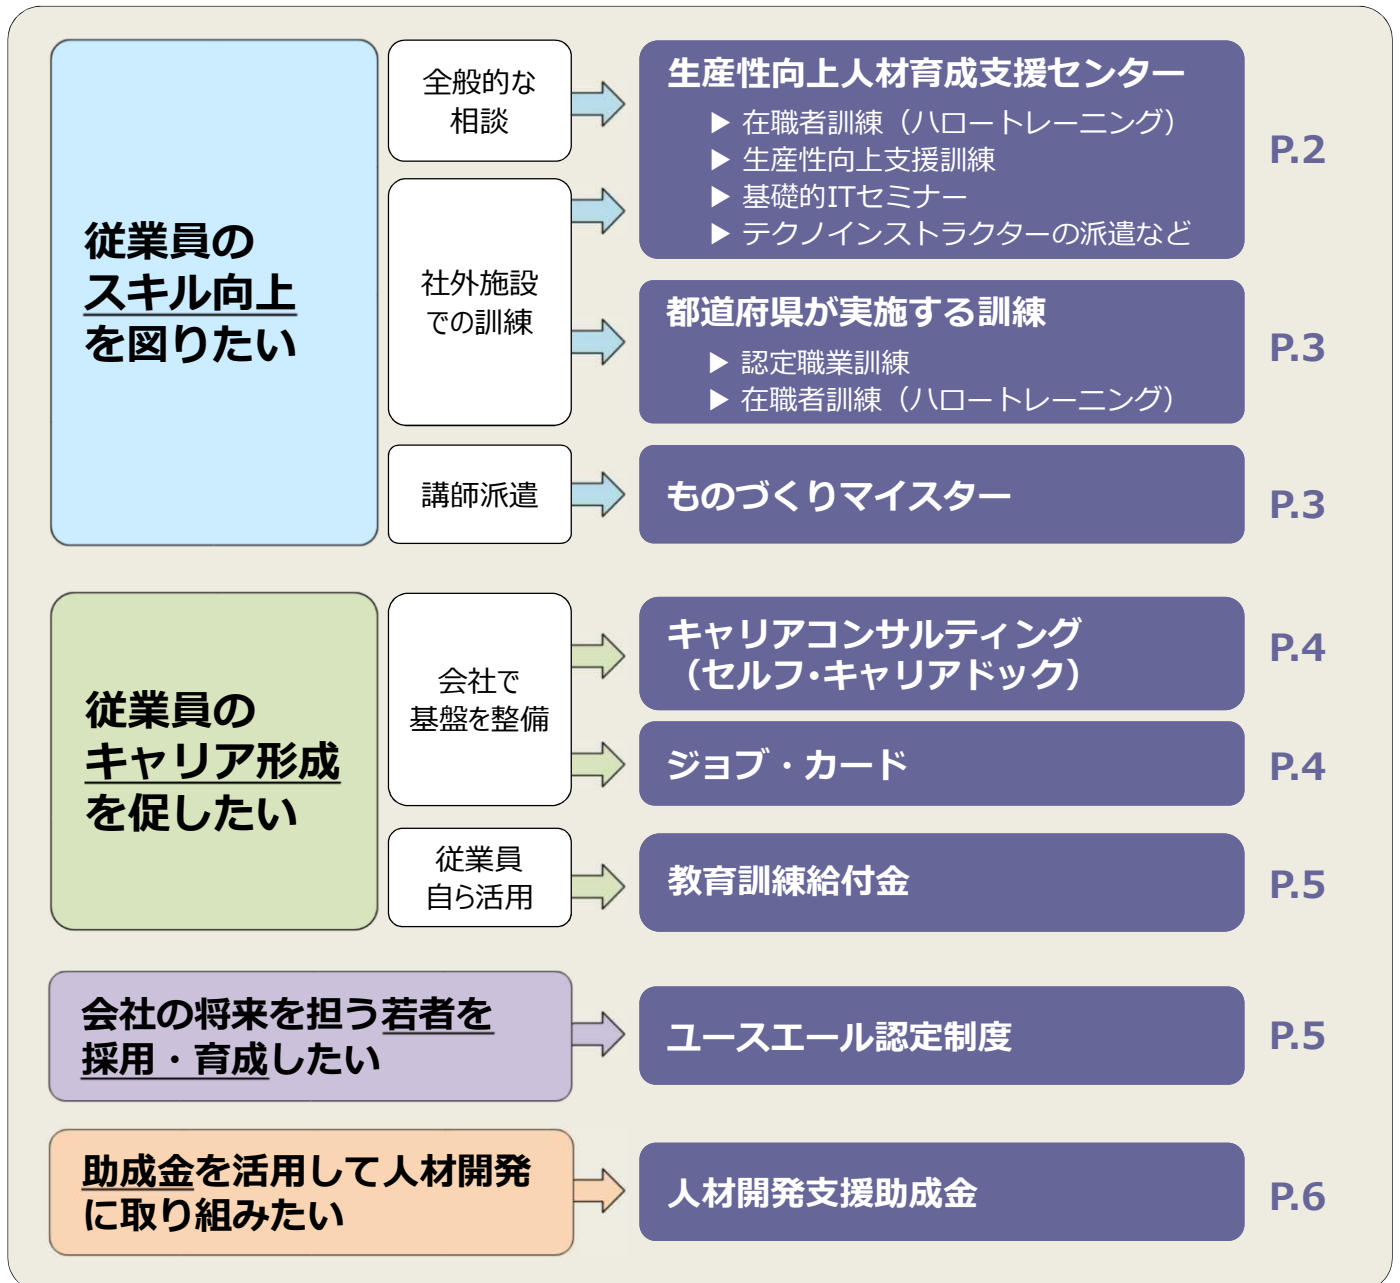 従業員の
スキル向上
を図りたい
全般的な
相談
社外施設
での訓練
講師派遣
生産性向上人材育成支援センター
▶ 在職者訓練（ハロートレーニング）
▶ 生産性向上支援訓練
▶ 基礎的ITセミナー
▶ テクノインストラクターの派遣など
P.2
都道府県が実施する訓練
▶ 認定職業訓練
▶ 在職者訓練（ハロートレーニング）
P.3
ものづくりマイスター
P.3
従業員の
キャリア形成
を促したい
会社で
基盤を整備
従業員
自ら活用
キャリアコンサルティング
（セルフ・キャリアドック）
P.4
ジョブ・カード
P.4
教育訓練給付金
P.5
会社の将来を担う若者を
採用・育成したい
ユースエール認定制度
P.5
助成金を活用して人材開発
に取り組みたい
人材開発支援助成金
P.6